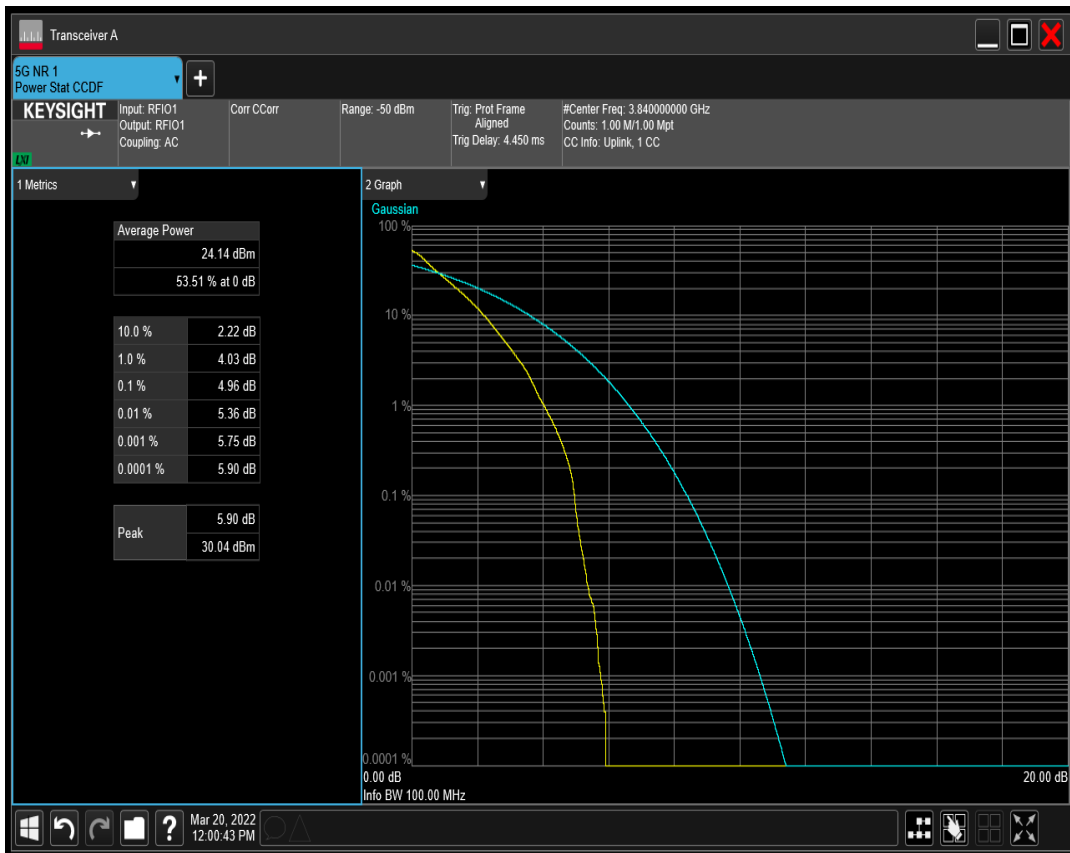 Transceiver A
5G NR 1
Power Stat CCDF
+
KEYSIGHT
LXI
Input: RFIO1
Output: RFIO1
Coupling: AC
Corr CCorr
Range: -50 dBm
Trig: Prot Frame
Aligned
Trig Delay: 4.450 ms
#Center Freq: 3.840000000 GHz
Counts: 1.00 M/1.00 Mpt
CC Info: Uplink, 1 CC
1 Metrics
Average Power
24.14 dBm
53.51 % at 0 dB
10.0 % 2.22 dB
1.0 % 4.03 dB
0.1 % 4.96 dB
0.01 % 5.36 dB
0.001 % 5.75 dB
0.0001 % 5.90 dB
Peak
5.90 dB
30.04 dBm
2 Graph
Gaussian
100 %
10 %
1 %
0.1 %
0.01 %
0.001 %
0.0001 %
0.00 dB 20.00 dB
Info BW 100.00 MHz
?
Mar 20, 2022
12:00:43 PM